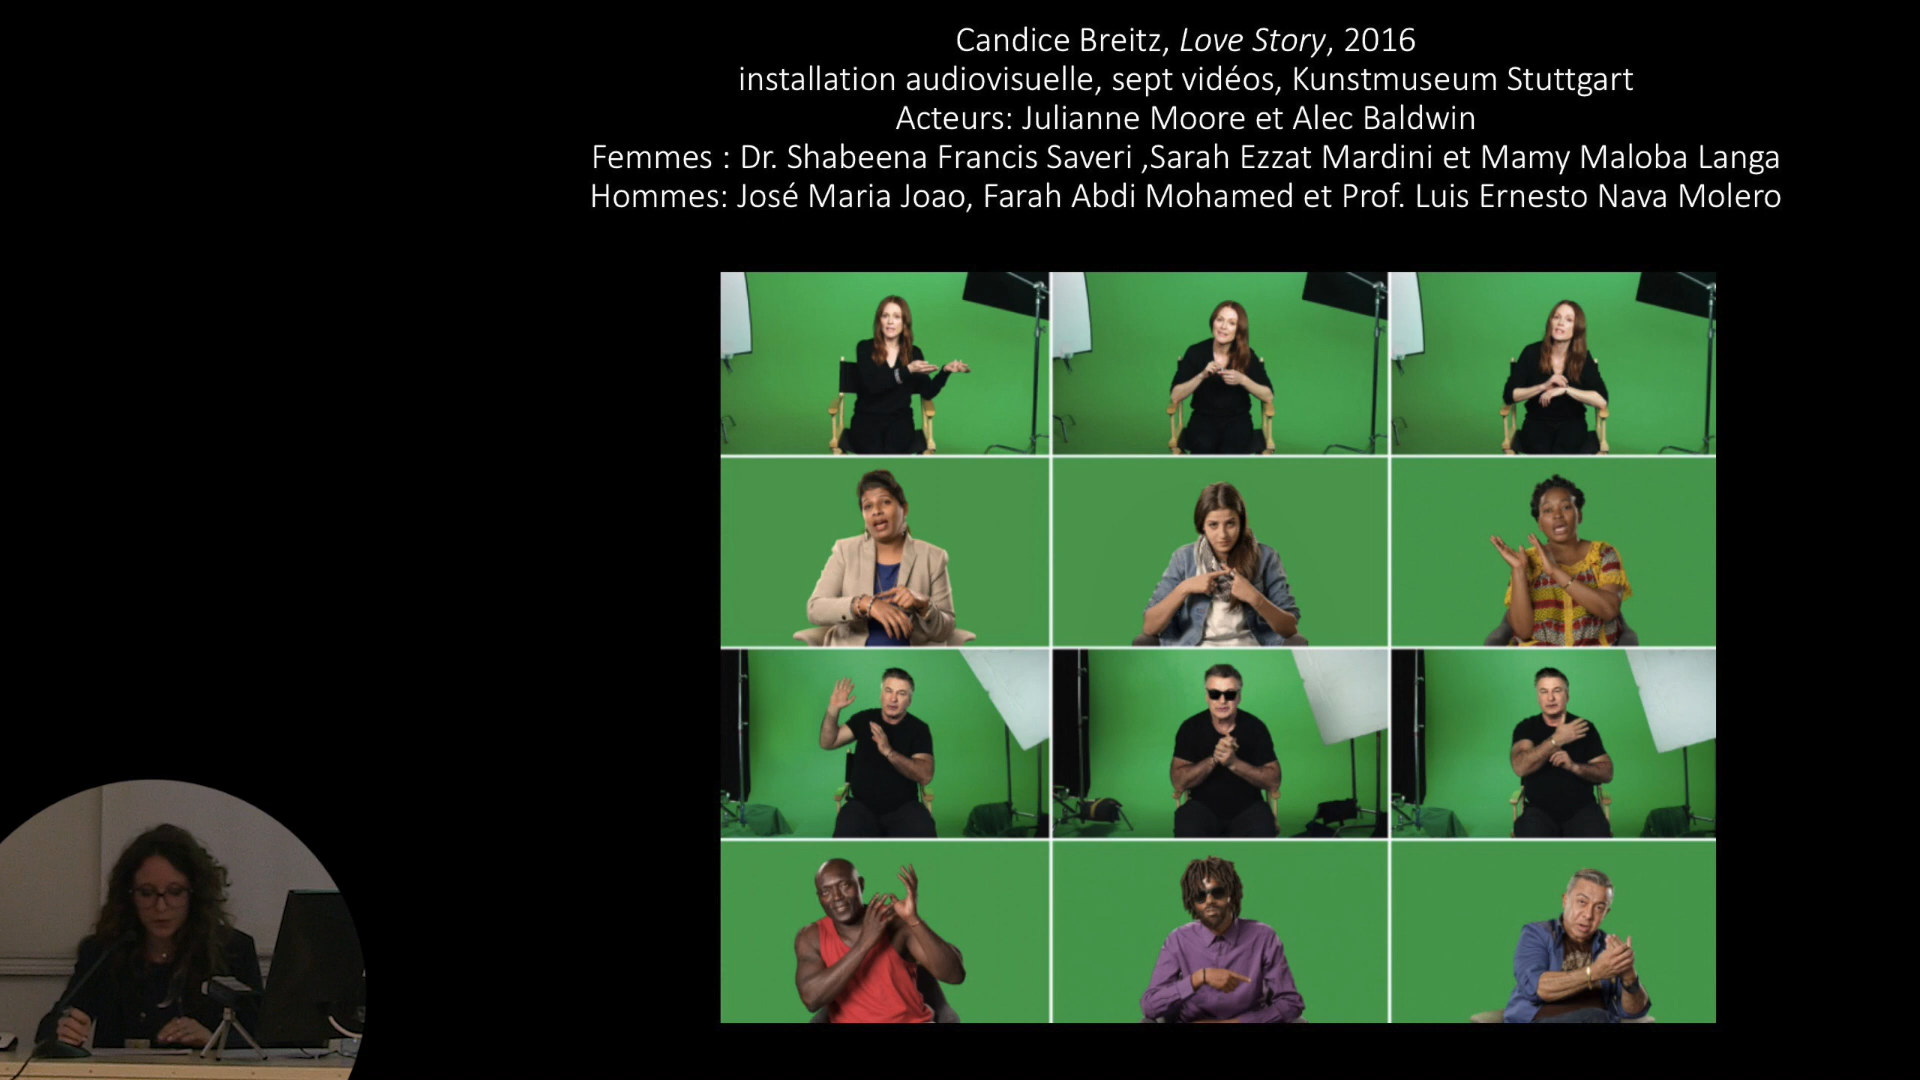 Candice Breitz, Love Story, 2016
installation audiovisuelle, sept vidéos, Kunstmuseum Stuttgart
Acteurs: Julianne Moore et Alec Baldwin
Femmes : Dr. Shabeena Francis Saveri ,Sarah Ezzat Mardini et Mamy Maloba Langa
Hommes: José Maria Joao, Farah Abdi Mohamed et Prof. Luis Ernesto Nava Molero